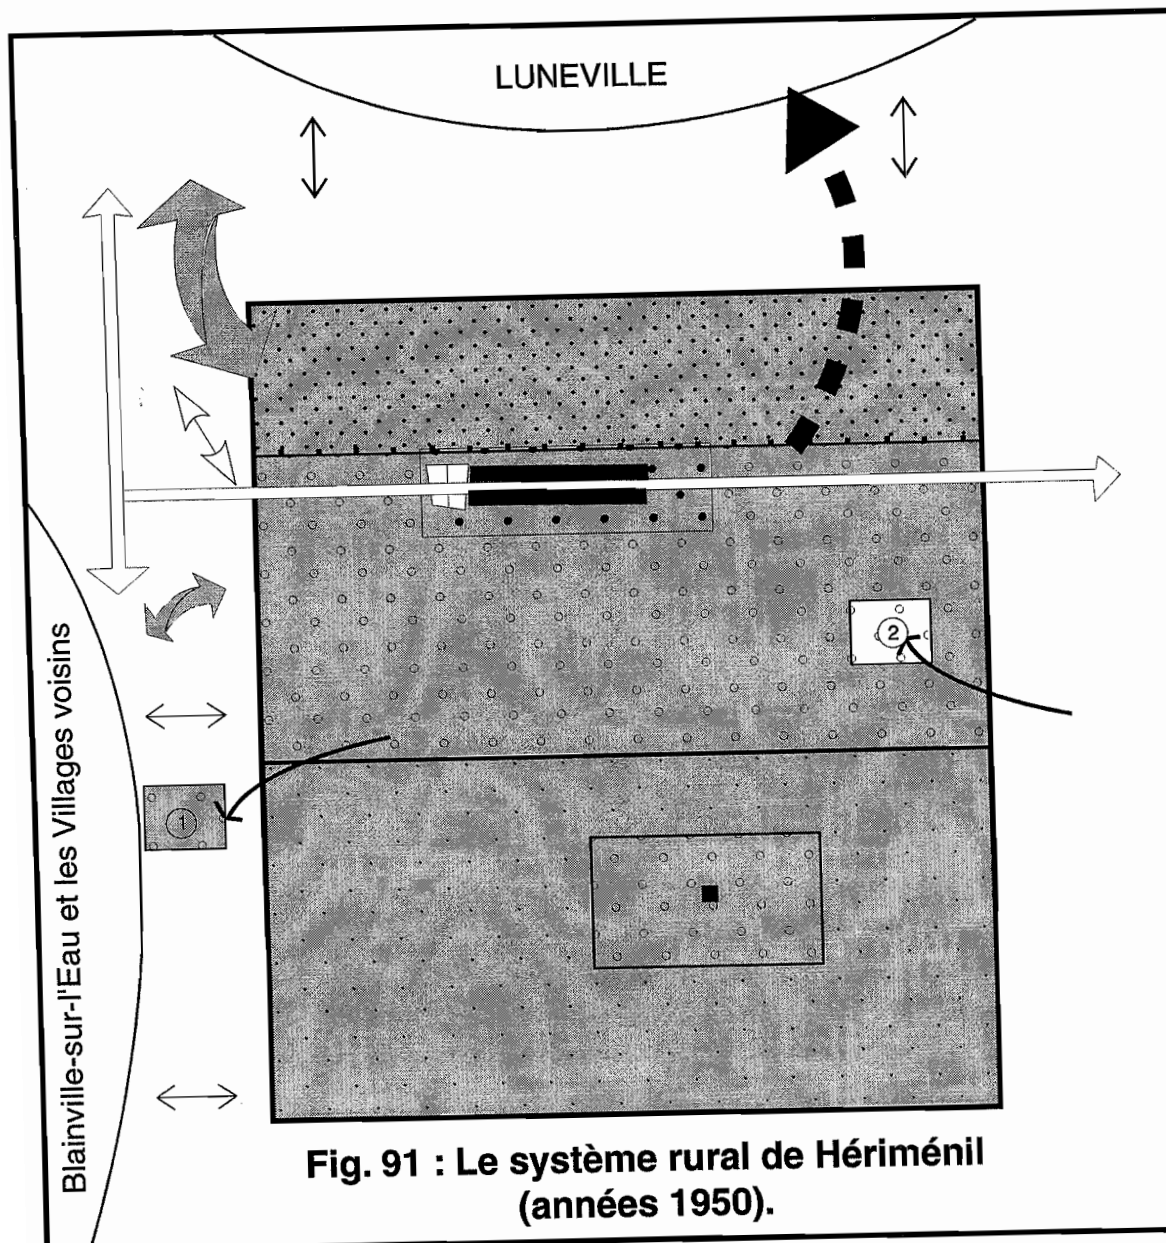 LUNEVILLE
Blainville-sur-l'Eau et les Villages voisins
2
1
Fig. 91 : Le système rural de Hériménil
(années 1950).